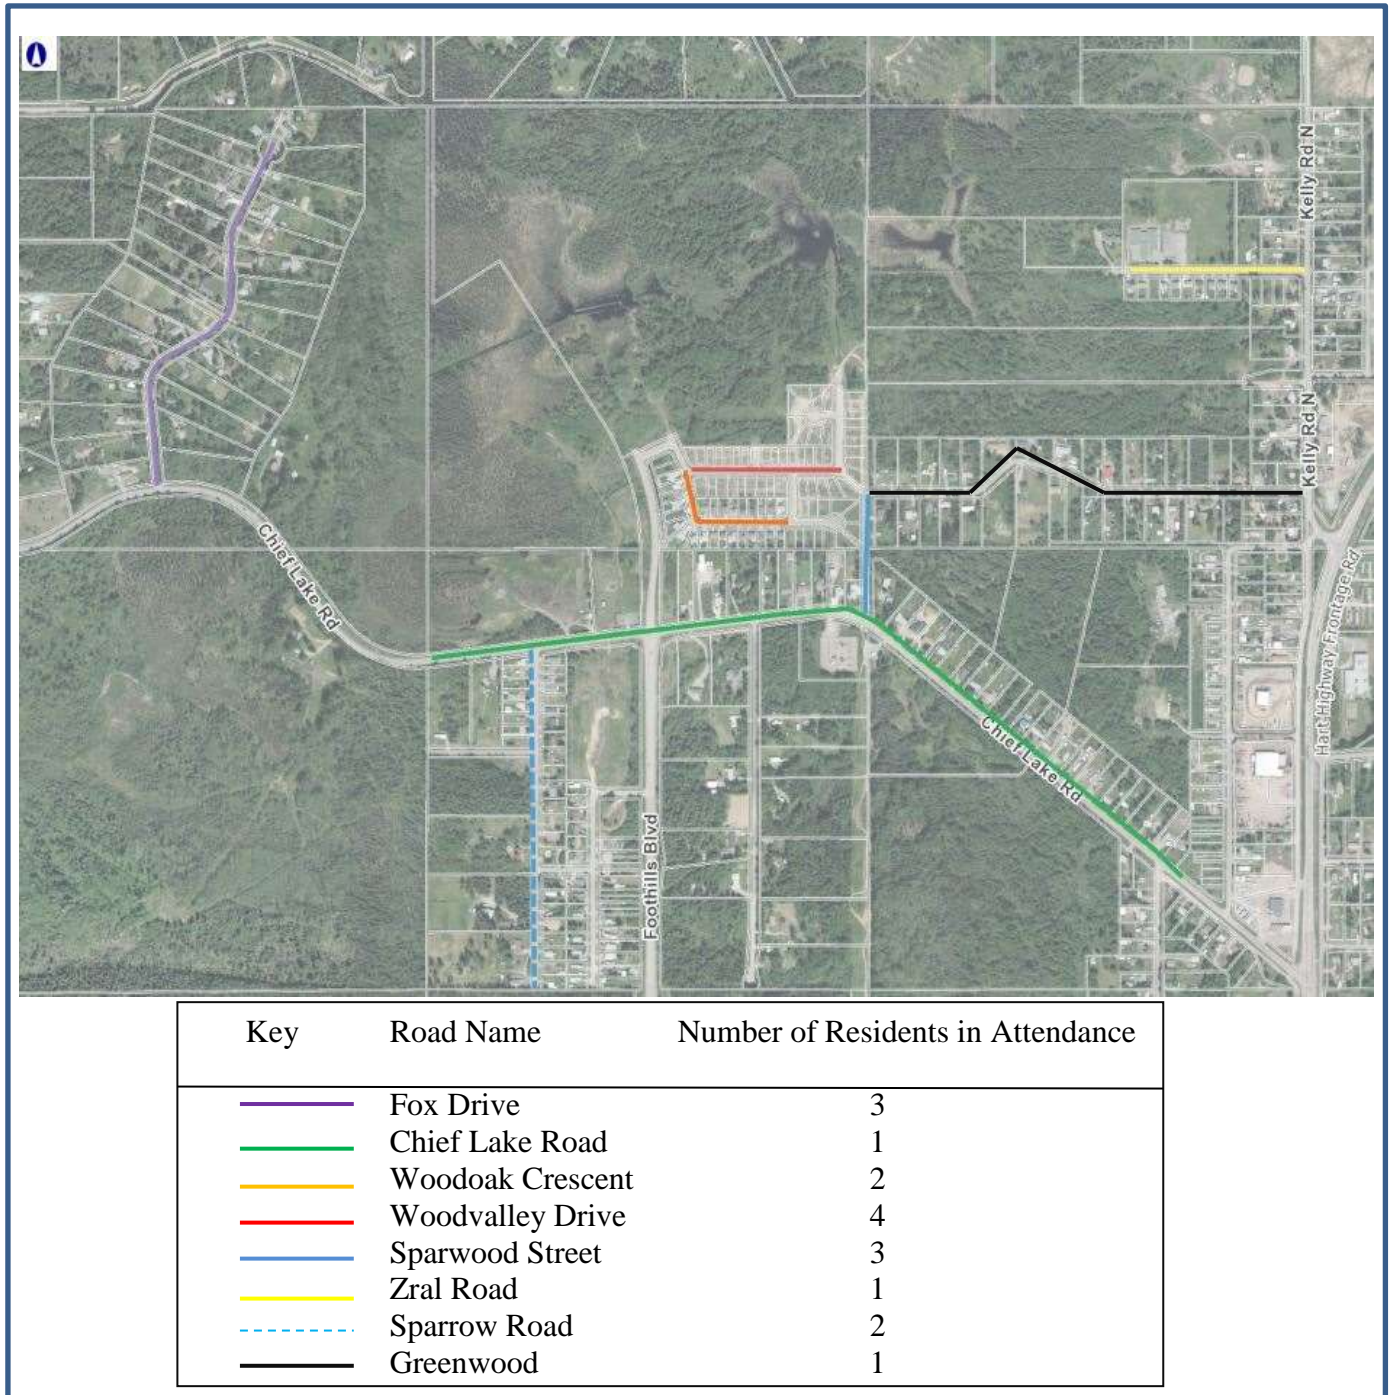 Kelly Rd N
Kelly Rd N
Chief Lake Rd
Hart Highway Frontage Rd
Chief Lake Rd
Foothills Blvd
Key Road Name Number of Residents in Attendance
Fox Drive 3
Chief Lake Road 1
Woodoak Crescent 2
Woodvalley Drive 4
Sparwood Street 3
Zral Road 1
Sparrow Road 2
Greenwood 1